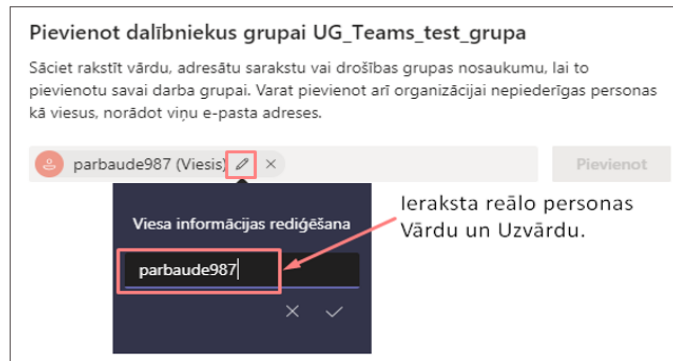 Pievienot dalībniekus grupai UG_Teams_test_grupa
Sāciet rakstīt vārdu, adresātu sarakstu vai drošības grupas nosaukumu, lai to
pievienotu savai darba grupai. Varat pievienot arī organizācijai nepiederīgas personas
kā viesus, norādot viņu e-pasta adreses.
parbaude987 (Viesis)
Pievienot
Ieraksta reālo personas
Vārdu un Uzvārdu.
Viesa informācijas rediģēšana
parbaude987